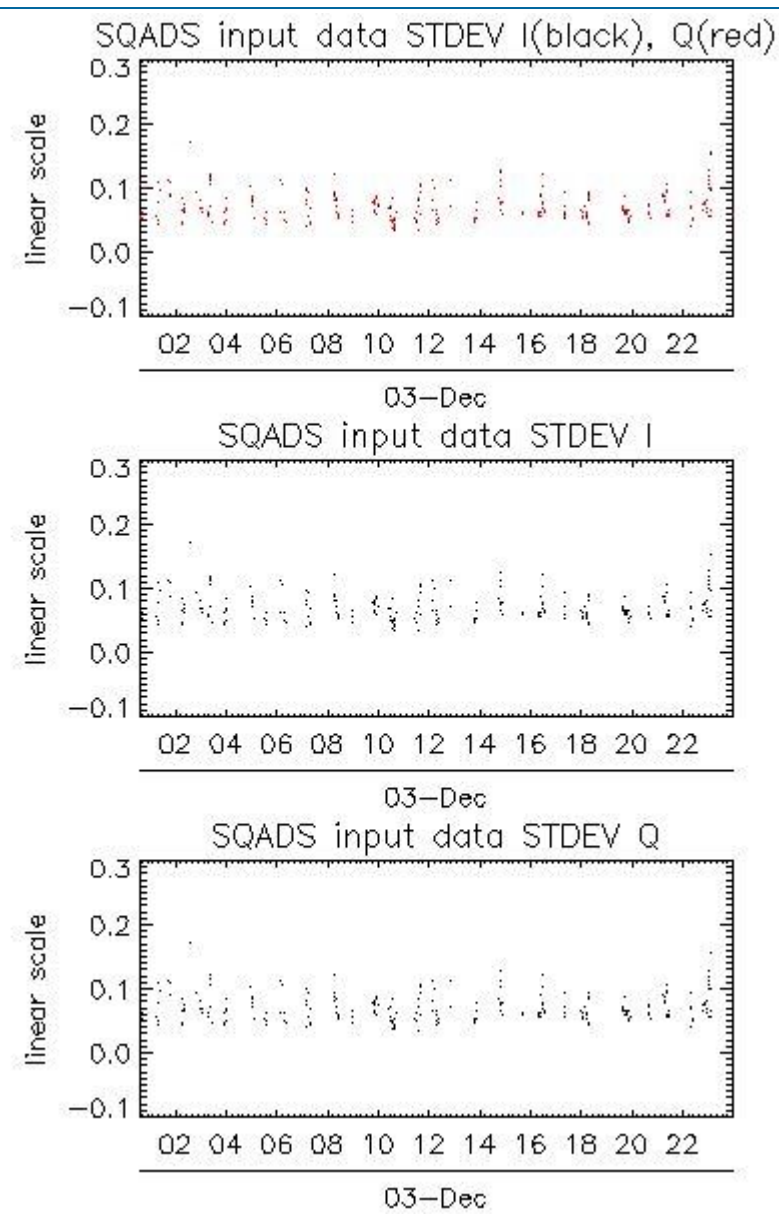 SQADS input data STDEV I(black), Q(red)
0.3
0.2
0.1
0.0
−0.1
linear scale
02 04 06 08 10 12 14 16 18 20 22
03−Dec
SQADS input data STDEV I
0.3
0.2
0.1
0.0
−0.1
linear scale
02 04 06 08 10 12 14 16 18 20 22
03−Dec
SQADS input data STDEV Q
0.3
0.2
0.1
0.0
−0.1
linear scale
02 04 06 08 10 12 14 16 18 20 22
03−Dec